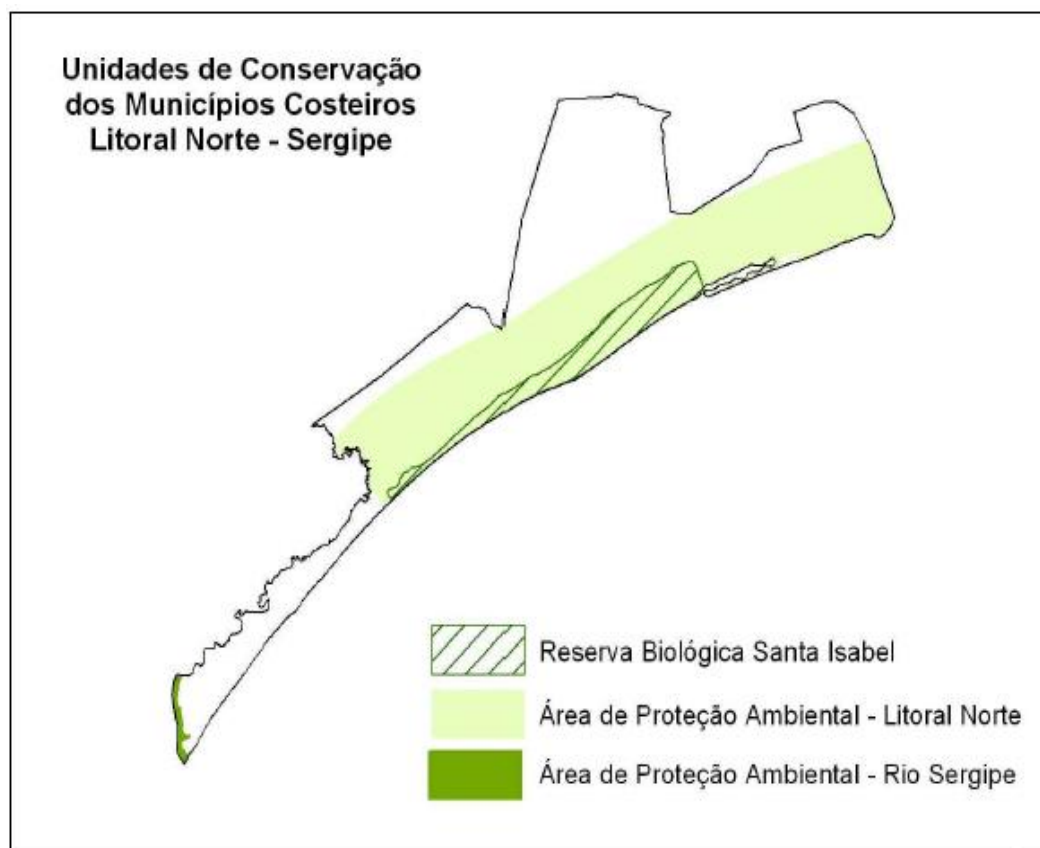 Unidades de Conservação
dos Municípios Costeiros
Litoral Norte - Sergipe
Reserva Biológica Santa Isabel
Área de Proteção Ambiental - Litoral Norte
Área de Proteção Ambiental - Rio Sergipe